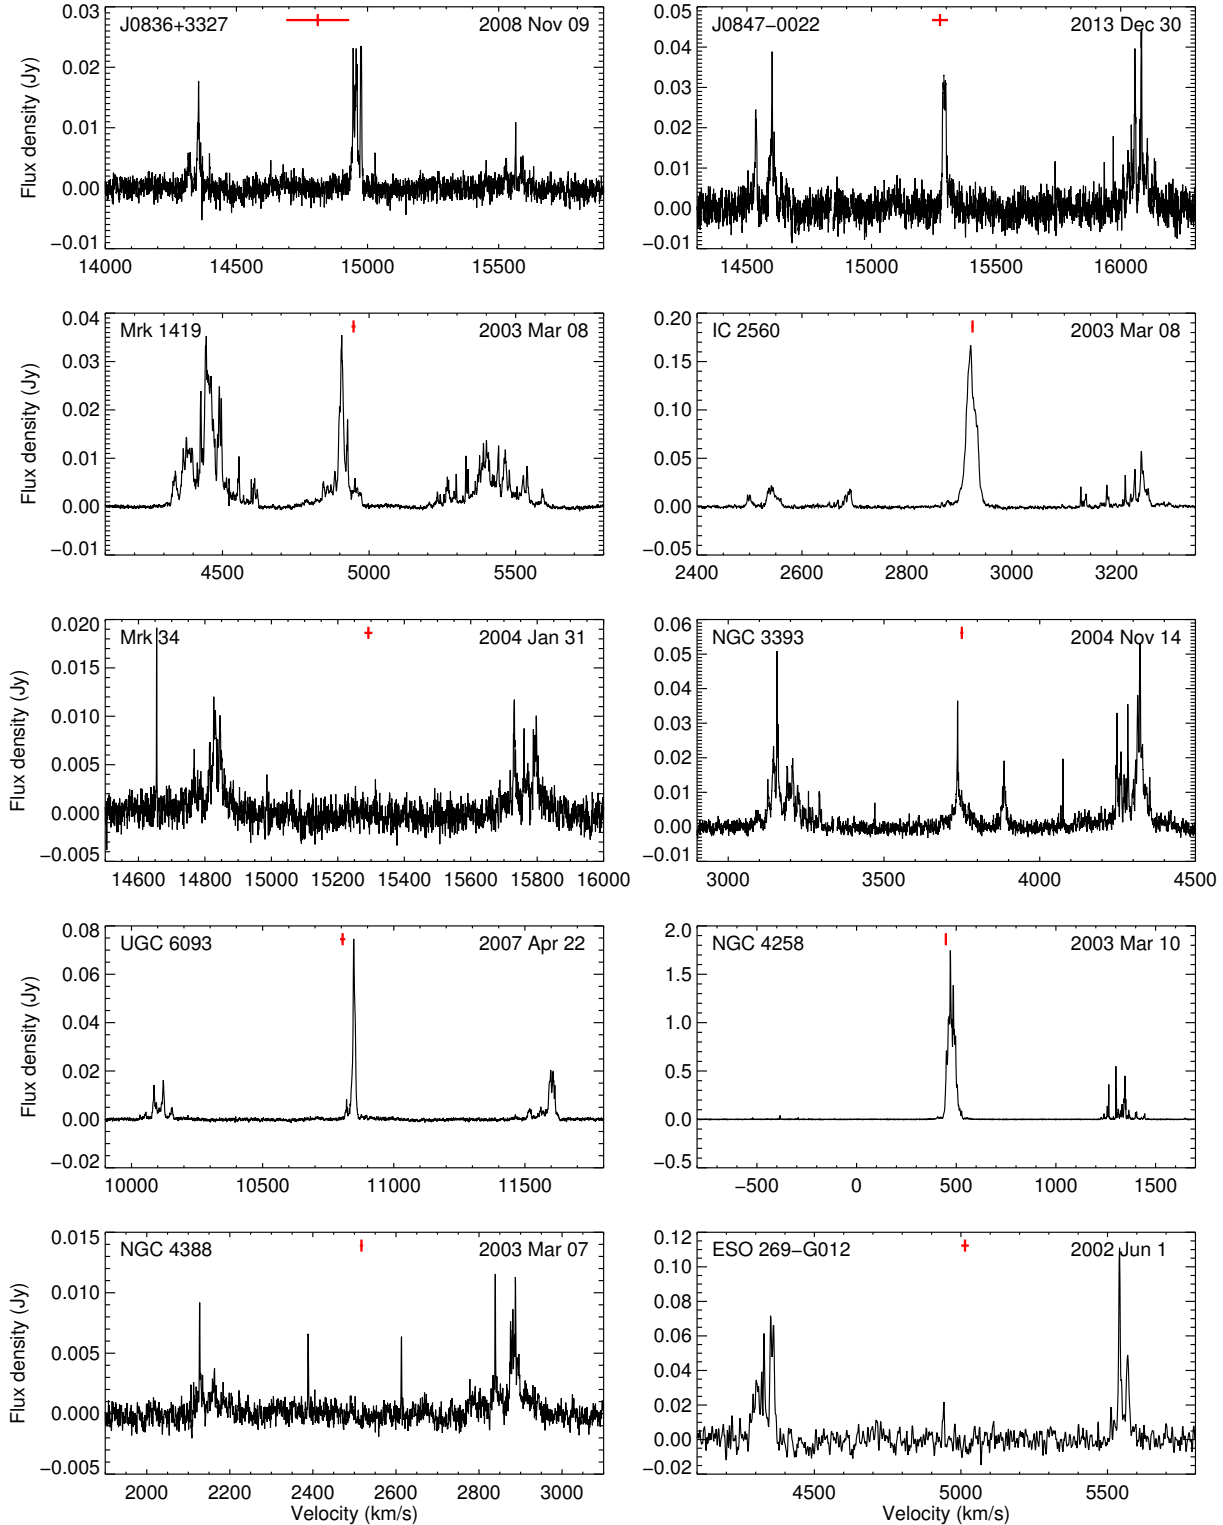 J0836+3327 2008 Nov 09
Flux density (Jy)
0.03
0.02
0.01
0.00
−0.01
14000 14500 15000 15500
J0847−0022 2013 Dec 30
0.05
0.04
0.03
0.02
0.01
0.00
−0.01
14500 15000 15500 16000
Mrk 1419 2003 Mar 08
Flux density (Jy)
0.04
0.03
0.02
0.01
0.00
−0.01
4500 5000 5500
IC 2560 2003 Mar 08
0.20
0.15
0.10
0.05
0.00
−0.05
2400 2600 2800 3000 3200
Mrk 34 2004 Jan 31
Flux density (Jy)
0.020
0.015
0.010
0.005
0.000
−0.005
14600 14800 15000 15200 15400 15600 15800 16000
NGC 3393 2004 Nov 14
0.06
0.05
0.04
0.03
0.02
0.01
0.00
−0.01
3000 3500 4000 4500
UGC 6093 2007 Apr 22
Flux density (Jy)
0.08
0.06
0.04
0.02
0.00
−0.02
10000 10500 11000 11500
NGC 4258 2003 Mar 10
2.0
1.5
1.0
0.5
0.0
−0.5
−500 0 500 1000 1500
NGC 4388 2003 Mar 07
Flux density (Jy)
0.015
0.010
0.005
0.000
−0.005
2000 2200 2400 2600 2800 3000
Velocity (km/s)
ESO 269−G012 2002 Jun 1
0.12
0.10
0.08
0.06
0.04
0.02
0.00
−0.02
4500 5000 5500
Velocity (km/s)